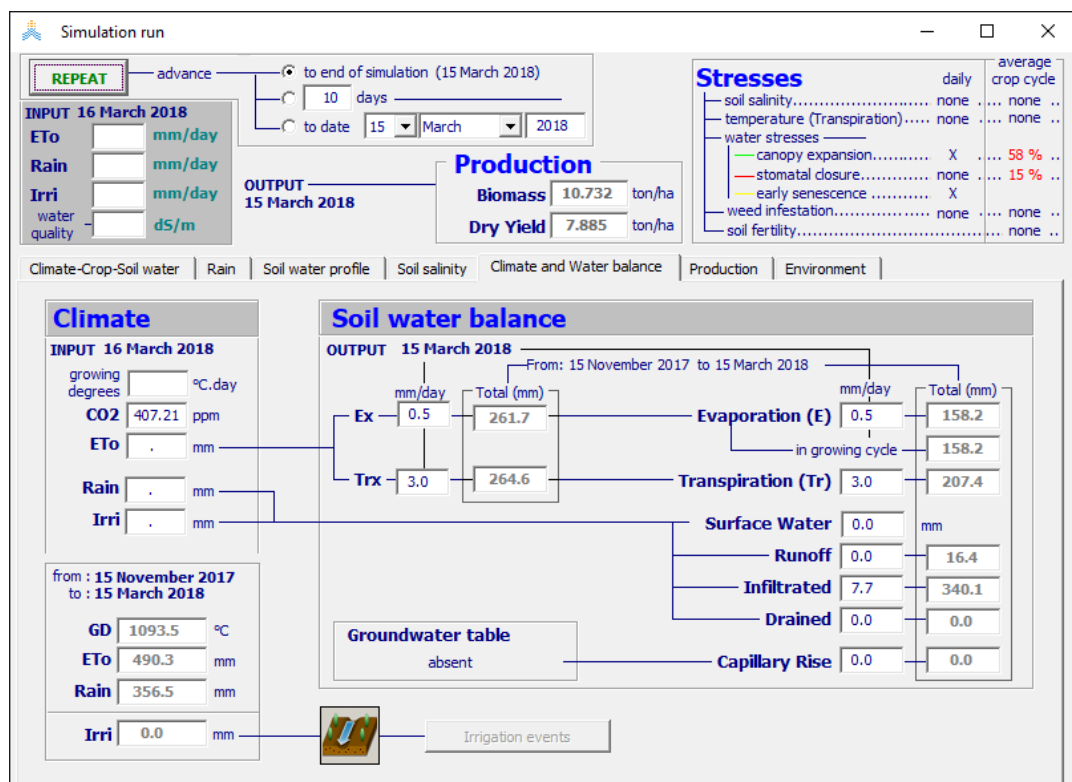 Simulation run
REPEAT
advance
to end of simulation (15 March 2018)
10 days
to date 15 March 2018
INPUT 16 March 2018
ETo mm/day
Rain mm/day
Irri mm/day
water quality dS/m
OUTPUT
15 March 2018
Production
Biomass 10.732 ton/ha
Dry Yield 7.885 ton/ha
Stresses daily average crop cycle
soil salinity none none
temperature (Transpiration) none none
water stresses
canopy expansion X 58 %
stomatal closure none 15 %
early senescence X
weed infestation none none
soil fertility none
Climate-Crop-Soil water Rain Soil water profile Soil salinity Climate and Water balance Production Environment
Climate
INPUT 16 March 2018
growing degrees °C.day
CO2 407.21 ppm
ETo . mm
Rain . mm
Irri . mm
from : 15 November 2017
to : 15 March 2018
GD 1093.5 °C
ETo 490.3 mm
Rain 356.5 mm
Irri 0.0 mm
Soil water balance
OUTPUT 15 March 2018
From: 15 November 2017 to 15 March 2018
mm/day Total (mm) mm/day Total (mm)
Ex 0.5 261.7 Evaporation (E) 0.5 158.2
in growing cycle 158.2
Trx 3.0 264.6 Transpiration (Tr) 3.0 207.4
Surface Water 0.0 mm
Runoff 0.0 16.4
Infiltrated 7.7 340.1
Drained 0.0 0.0
Groundwater table
absent
Capillary Rise 0.0 0.0
Irrigation events